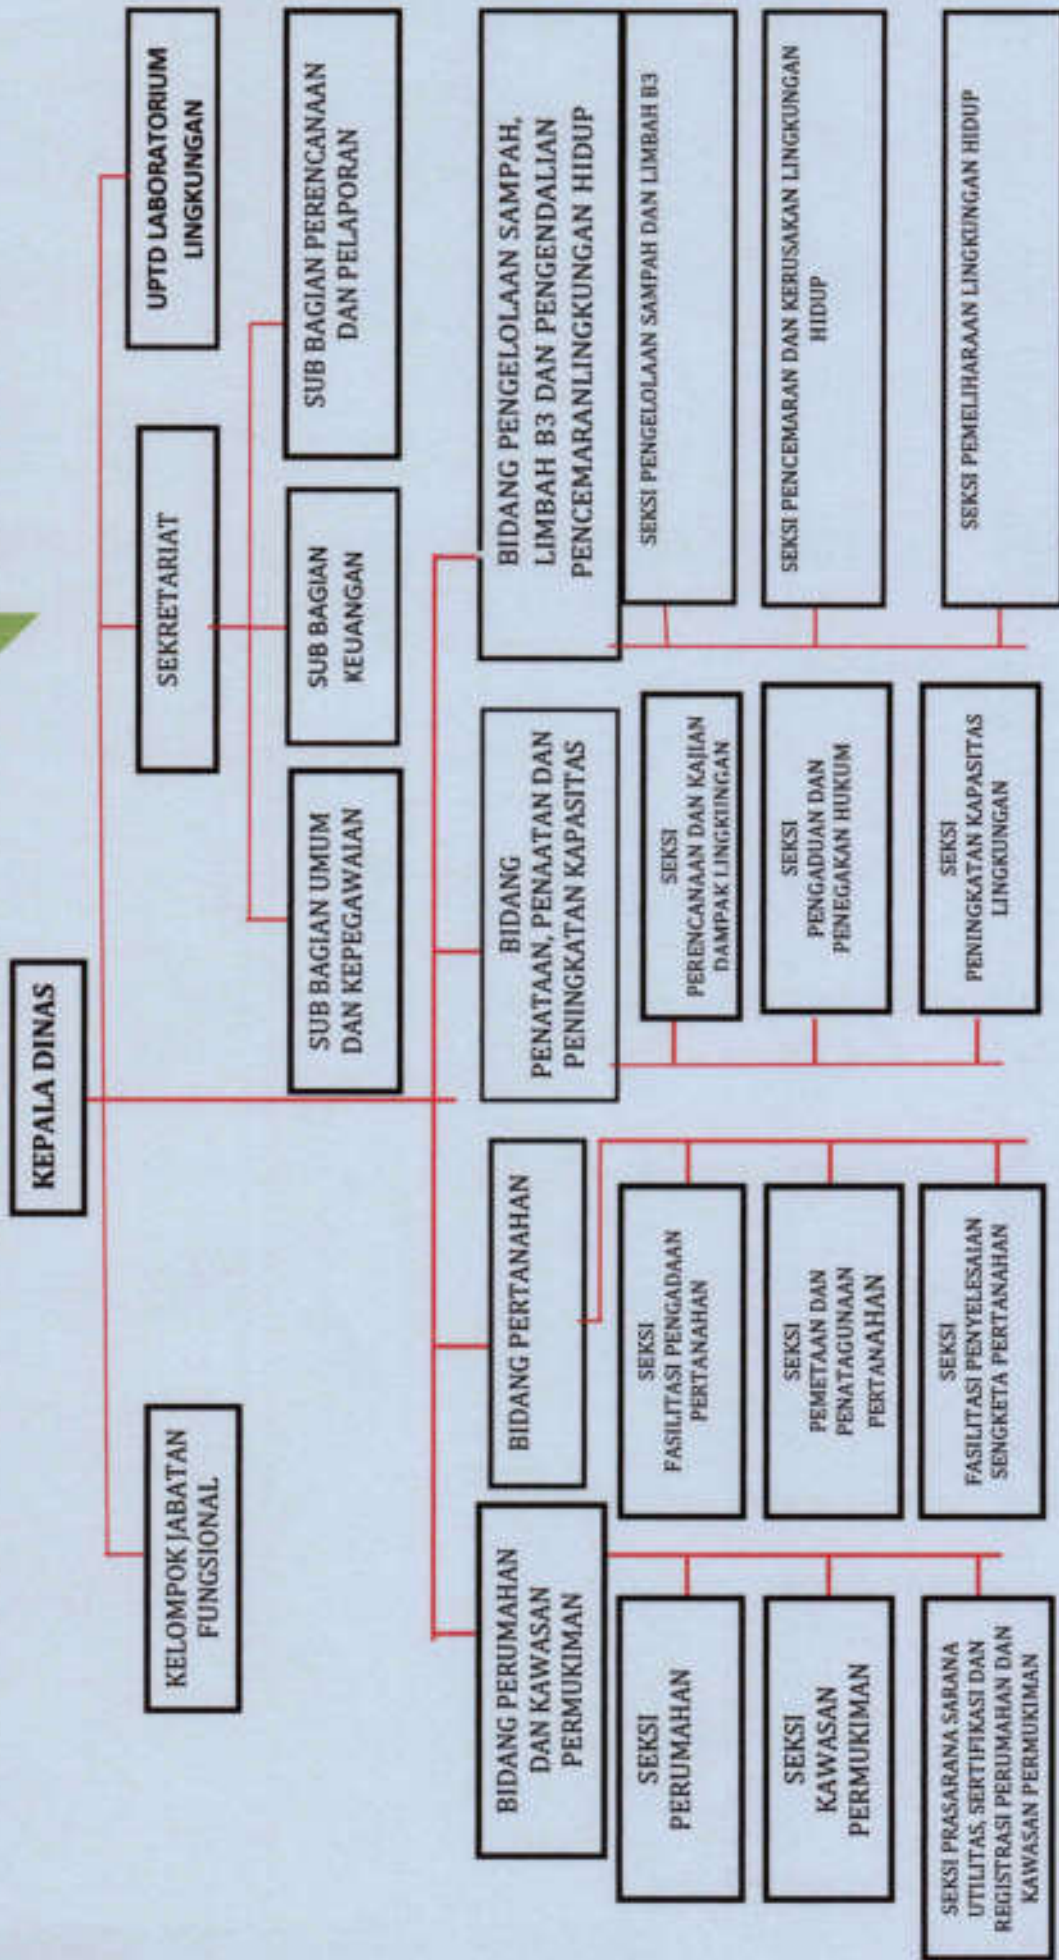 KEPALA DINAS
KELOMPOK JABATAN
FUNGSIONAL
SEKRETARIAT
UPTD LABORATORIUM
LINGKUNGAN
SUB BAGIAN UMUM
DAN KEPEGAWAIAN
SUB BAGIAN
KEUANGAN
SUB BAGIAN PERENCANAAN
DAN PELAPORAN
BIDANG PERUMAHAN
DAN KAWASAN
PERMUKIMAN
SEKSI
PERUMAHAN
SEKSI
KAWASAN
PERMUKIMAN
SEKSI PRASARANA SARANA
UTILITAS, SERTIFIKASI DAN
REGISTRASI PERUMAHAN DAN
KAWASAN PERMUKIMAN
BIDANG PERTANAHAN
SEKSI
FASILITASI PENGADAAN
PERTANAHAN
SEKSI
PEMETAAN DAN
PENATAGUNAAN
PERTANAHAN
SEKSI
FASILITASI PENYELESAIAN
SENGKETA PERTANAHAN
BIDANG
PENATAAN, PENAATAN DAN
PENINGKATAN KAPASITAS
SEKSI
PERENCANAAN DAN KAJIAN
DAMPAK LINGKUNGAN
SEKSI
PENGADUAN DAN
PENEGAKAN HUKUM
SEKSI
PENINGKATAN KAPASITAS
LINGKUNGAN
BIDANG PENGELOLAAN SAMPAH,
LIMBAH B3 DAN PENGENDALIAN
PENCEMARANLINGKUNGAN HIDUP
SEKSI PENGELOLAAN SAMPAH DAN LIMBAH B3
SEKSI PENCEMARAN DAN KERUSAKAN LINGKUNGAN
HIDUP
SEKSI PEMELIHARAAN LINGKUNGAN HIDUP